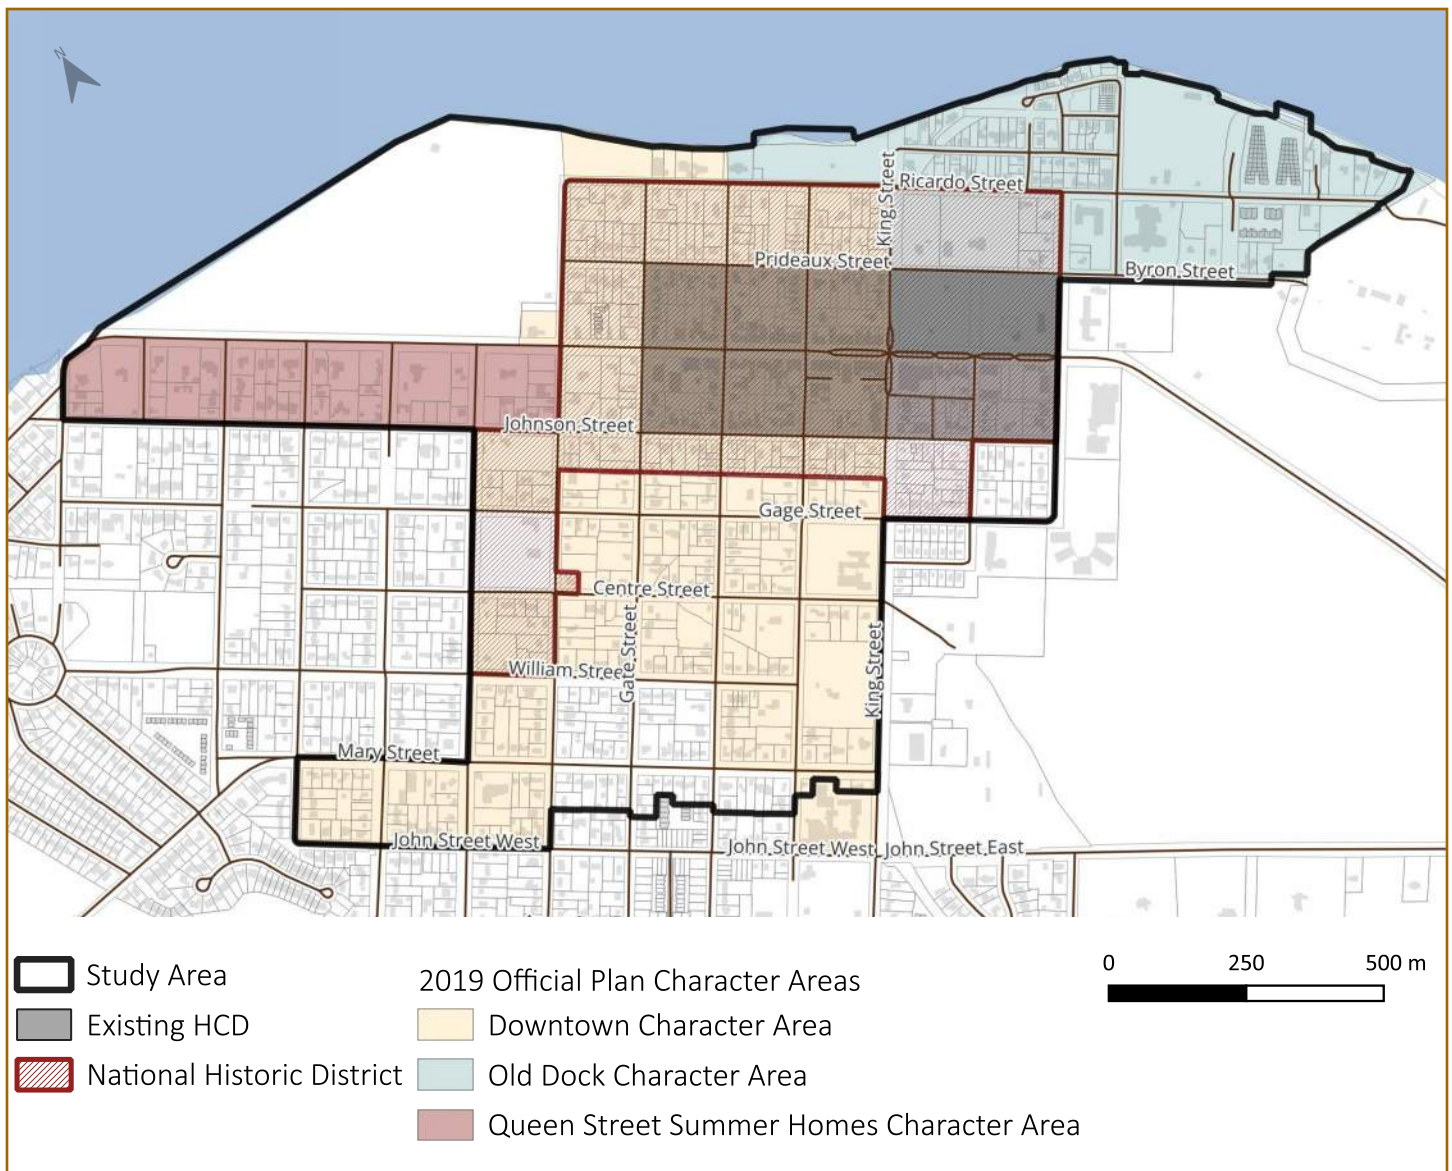 N
King Street
Ricardo Street
Prideaux Street
Byron Street
Johnson Street
Gage Street
Centre Street
Gate Street
William Stree
King Street
Mary Street
John Street West
John Street West
John Street East
Study Area
Existing HCD
National Historic District
2019 Official Plan Character Areas
Downtown Character Area
Old Dock Character Area
Queen Street Summer Homes Character Area
0 250 500 m